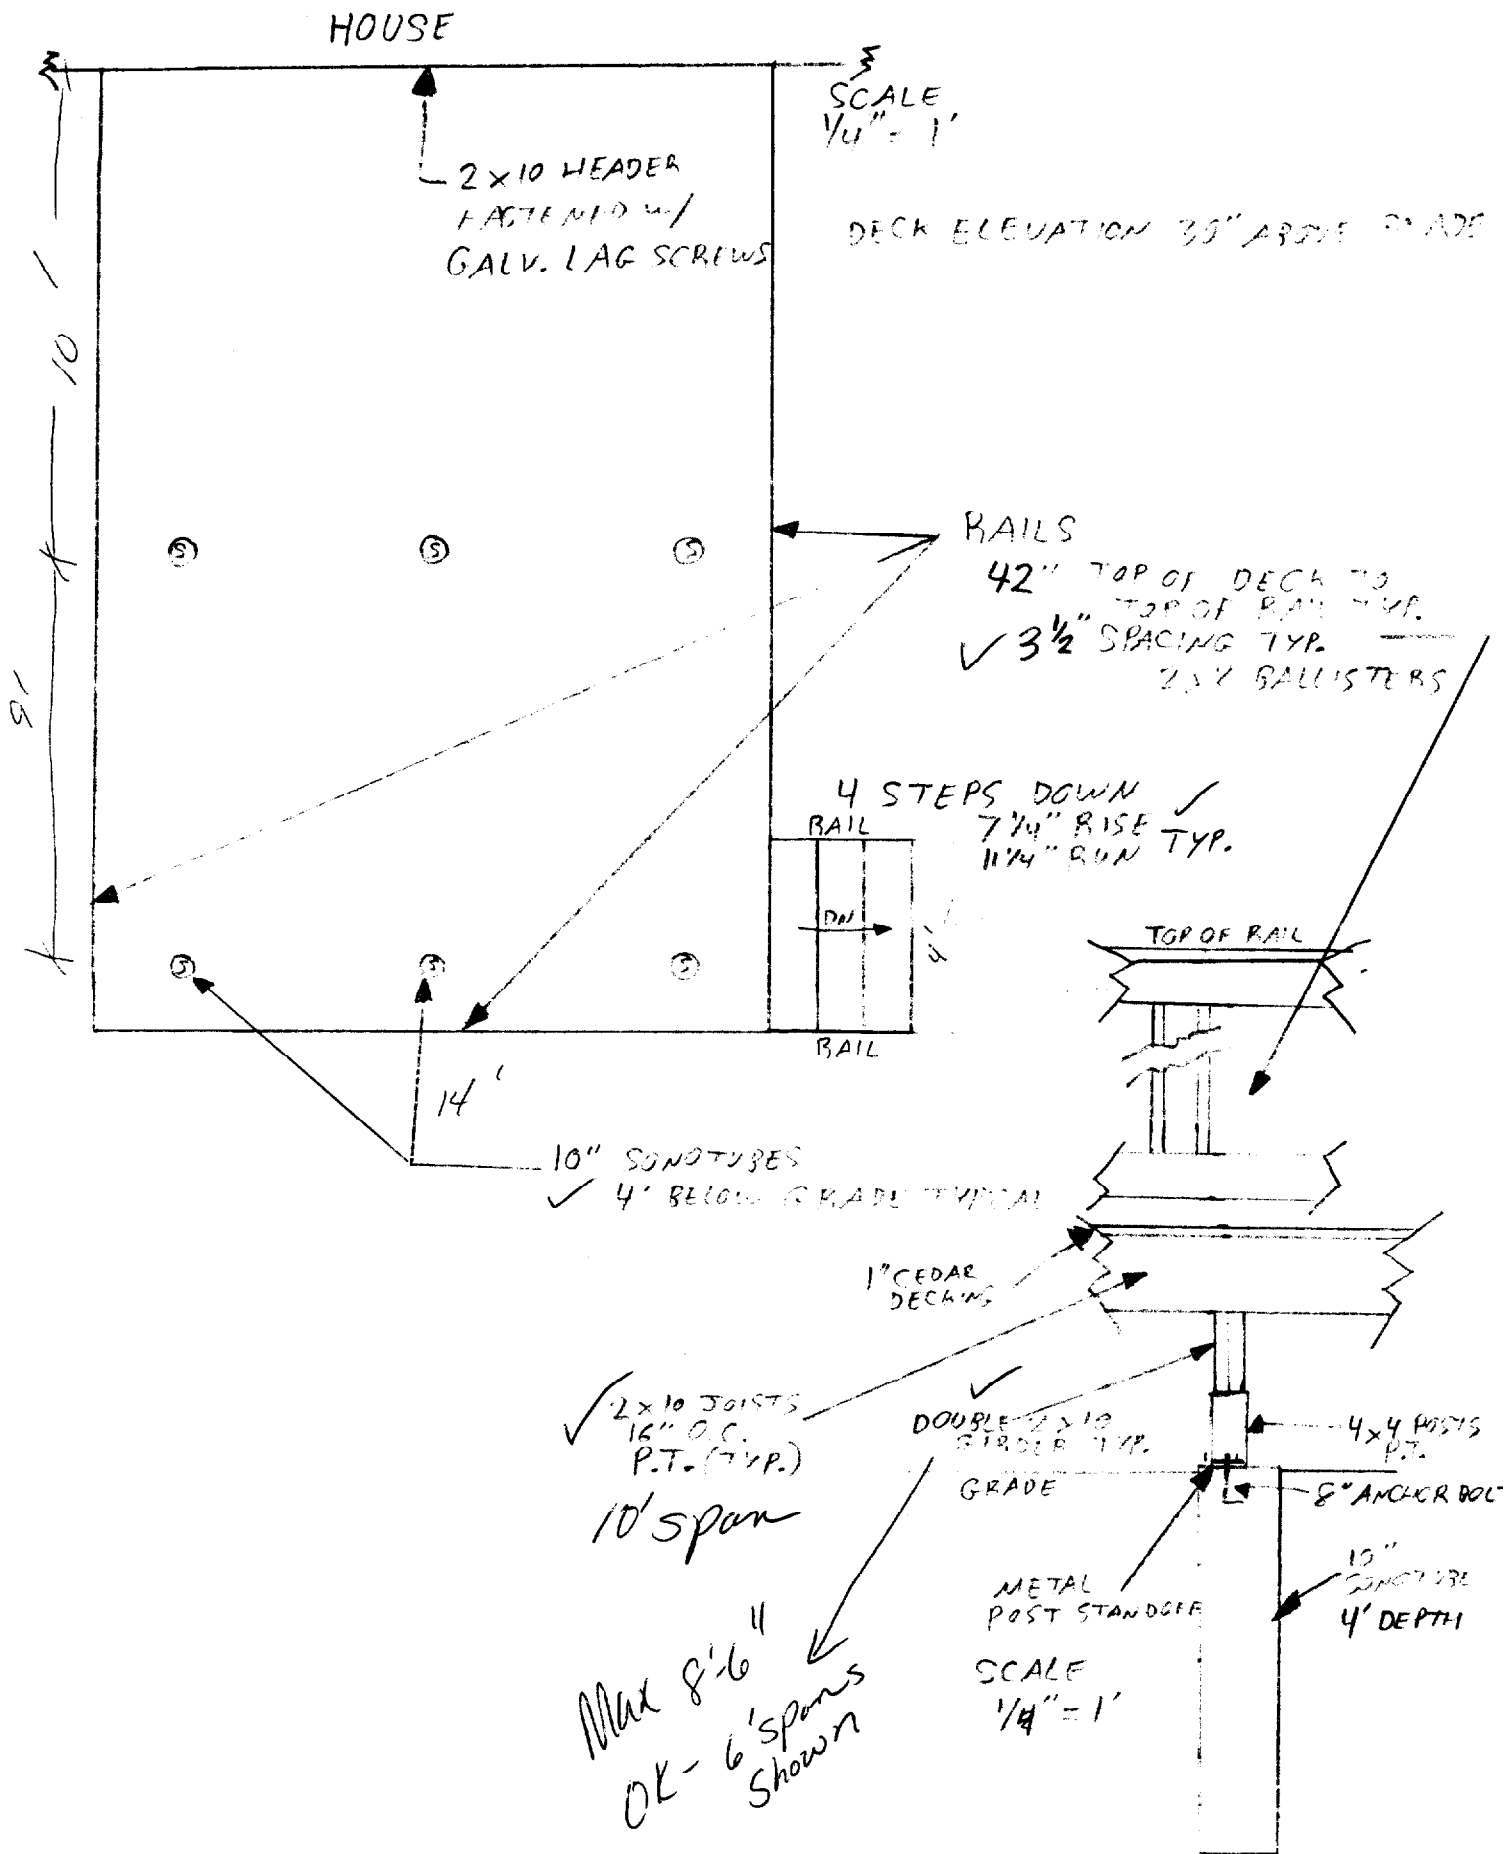 HOUSE
SCALE
1/4" = 1'
2 x 10 HEADER
FASTENED W/
GALV. LAG SCREWS
DECK ELEVATION 30" ABOVE GRADE
10'
9'
S
S
S
RAILS
42" TOP OF DECK TO
TOP OF RAIL TYP.
✓ 3 1/2" SPACING TYP.
2x2 BALLISTERS
4 STEPS DOWN ✓
7 1/4" RISE
11 1/4" RUN TYP.
RAIL
DN
4'
RAIL
S
S
S
14'
10" SONOTUBES
✓ 4' BELOW GRADE TYPICAL
TOP OF RAIL
1" CEDAR
DECKING
✓ 2 x 10 JOISTS
16" O.C.
P.T. (TYP.)
10' span
✓
DOUBLE 2 x 10
GIRDER TYP.
GRADE
4x4 POSTS
P.T.
8" ANCHOR BOLT
METAL
POST STANDOFF
10"
SONOTUBE
4' DEPTH
SCALE
1/4" = 1'
Max 8'-6"
OK - 6' spans
shown